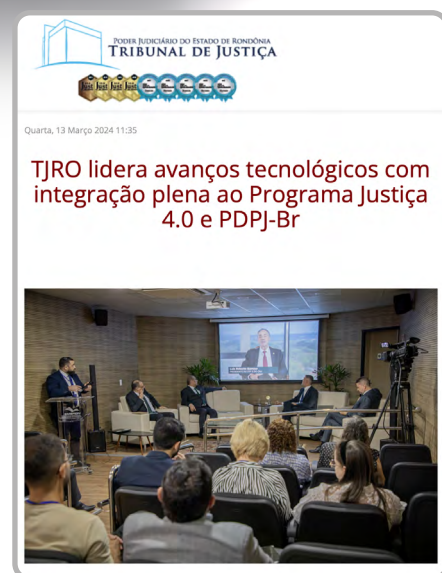 PODER JUDICIÁRIO DO ESTADO DE RONDÔNIA
TRIBUNAL DE JUSTIÇA
Quarta, 13 Março 2024 11:35
TJRO lidera avanços tecnológicos com
integração plena ao Programa Justiça
4.0 e PDPJ-Br